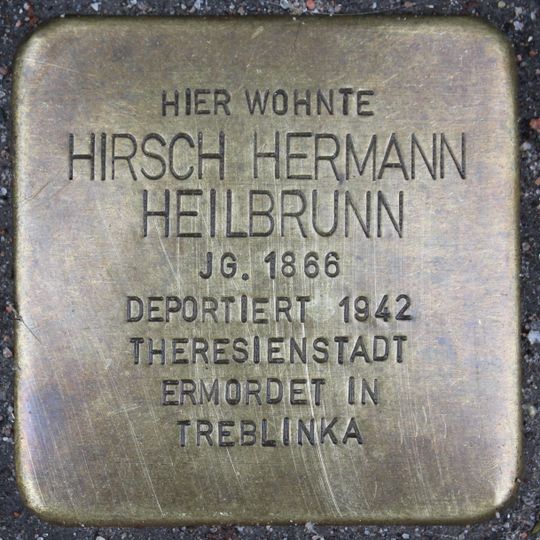 HIER WOHNTE
HIRSCH HERMANN
HEILBRUNN
JG. 1866
DEPORTIERT 1942
THERESIENSTADT
ERMORDET IN
TREBLINKA